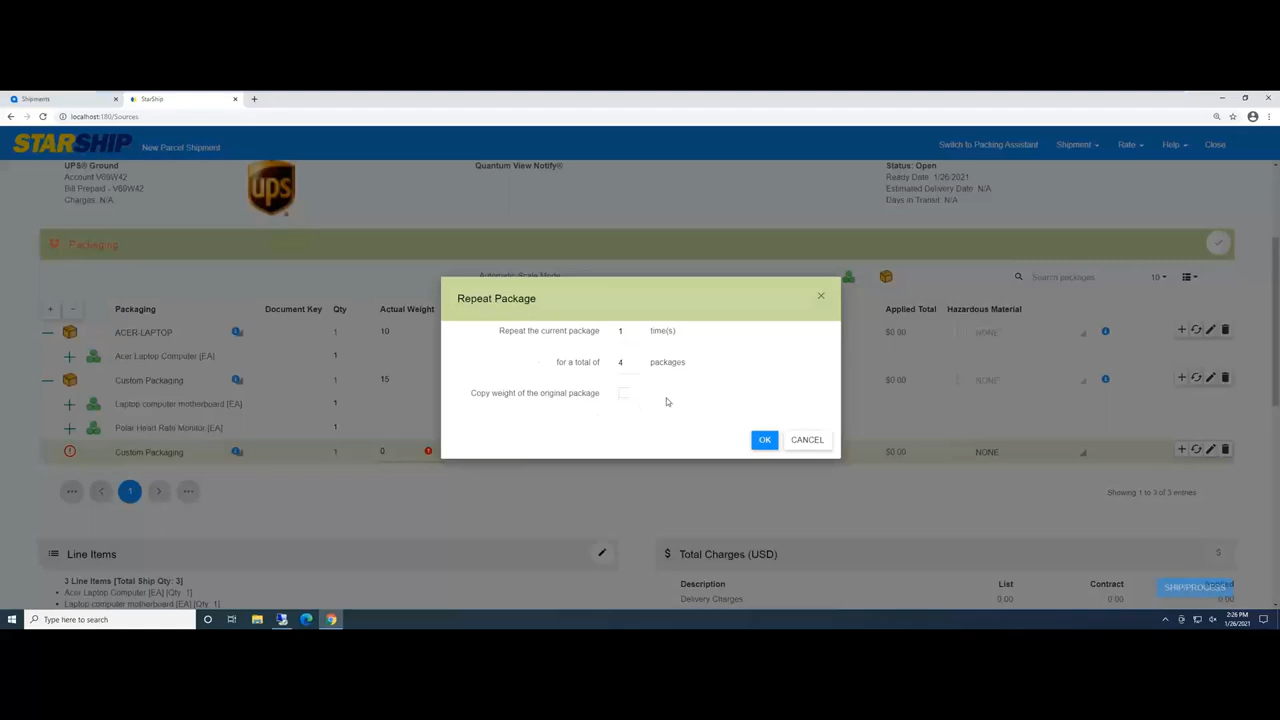 Shipments
StarShip
localhost:180/Sources
STARSHIP New Parcel Shipment Switch to Packing Assistant Shipment Rate Help Close
UPS® Ground
Account V69W42
Bill Prepaid - V69W42
Charges. N/A
ups
Quantum View Notify®
Status: Open
Ready Date 1/26/2021
Estimated Delivery Date N/A
Days in Transit. N/A
Packaging
Automatic Scale Mode
Search packages
10
Packaging Document Key Qty Actual Weight Applied Total Hazardous Material
ACER-LAPTOP 1 10 $0.00 NONE
Acer Laptop Computer [EA] 1
Custom Packaging 1 15 $0.00 NONE
Laptop computer motherboard [EA] 1
Polar Heart Rate Monitor [EA] 1
Custom Packaging 1 0 $0.00 NONE
Repeat Package
Repeat the current package 1 time(s)
for a total of 4 packages
Copy weight of the original package
OK CANCEL
1
Showing 1 to 3 of 3 entries
Line Items
3 Line Items [Total Ship Qty: 3]
Acer Laptop Computer [EA] [Qty 1]
Laptop computer motherboard [EA] [Qty 1]
$ Total Charges (USD) $
Description List Contract
Delivery Charges 0.00 0.00 0.00
SHIP/PROCESS
Type here to search
2:26 PM
1/26/2021